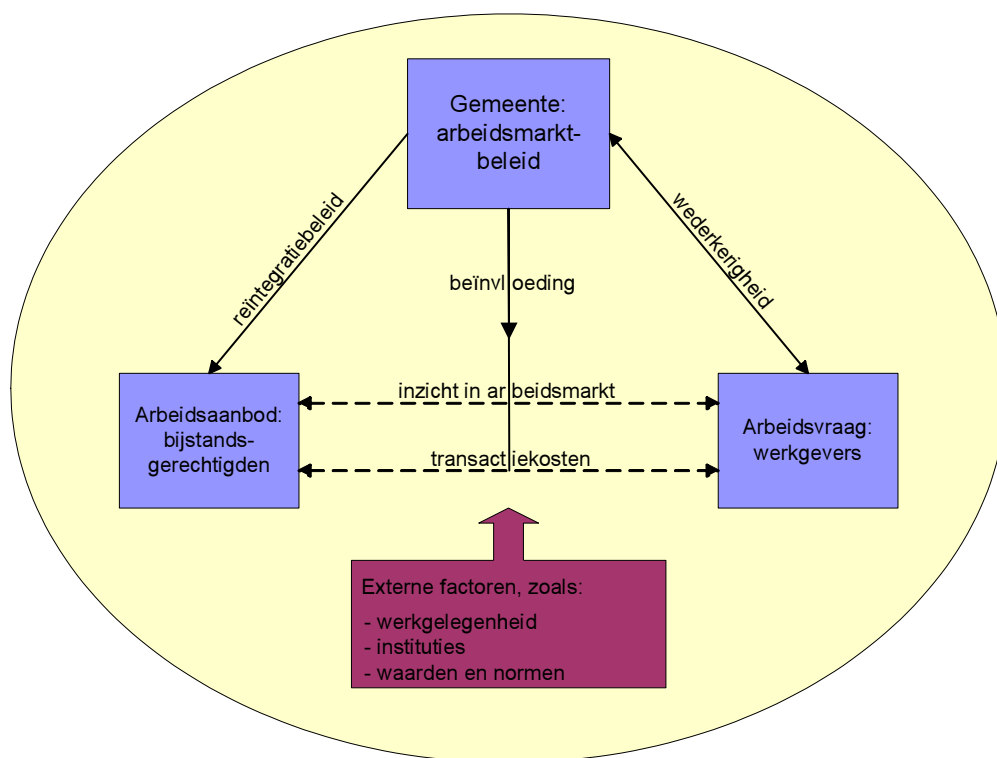 Gemeente:
arbeidsmarkt-
beleid
reïntegratiebeleid
wederkerigheid
beïnvloeding
inzicht in arbeidsmarkt
Arbeidsaanbod:
bijstands-
gerechtigden
Arbeidsvraag:
werkgevers
transactiekosten
Externe factoren, zoals:
- werkgelegenheid
- instituties
- waarden en normen